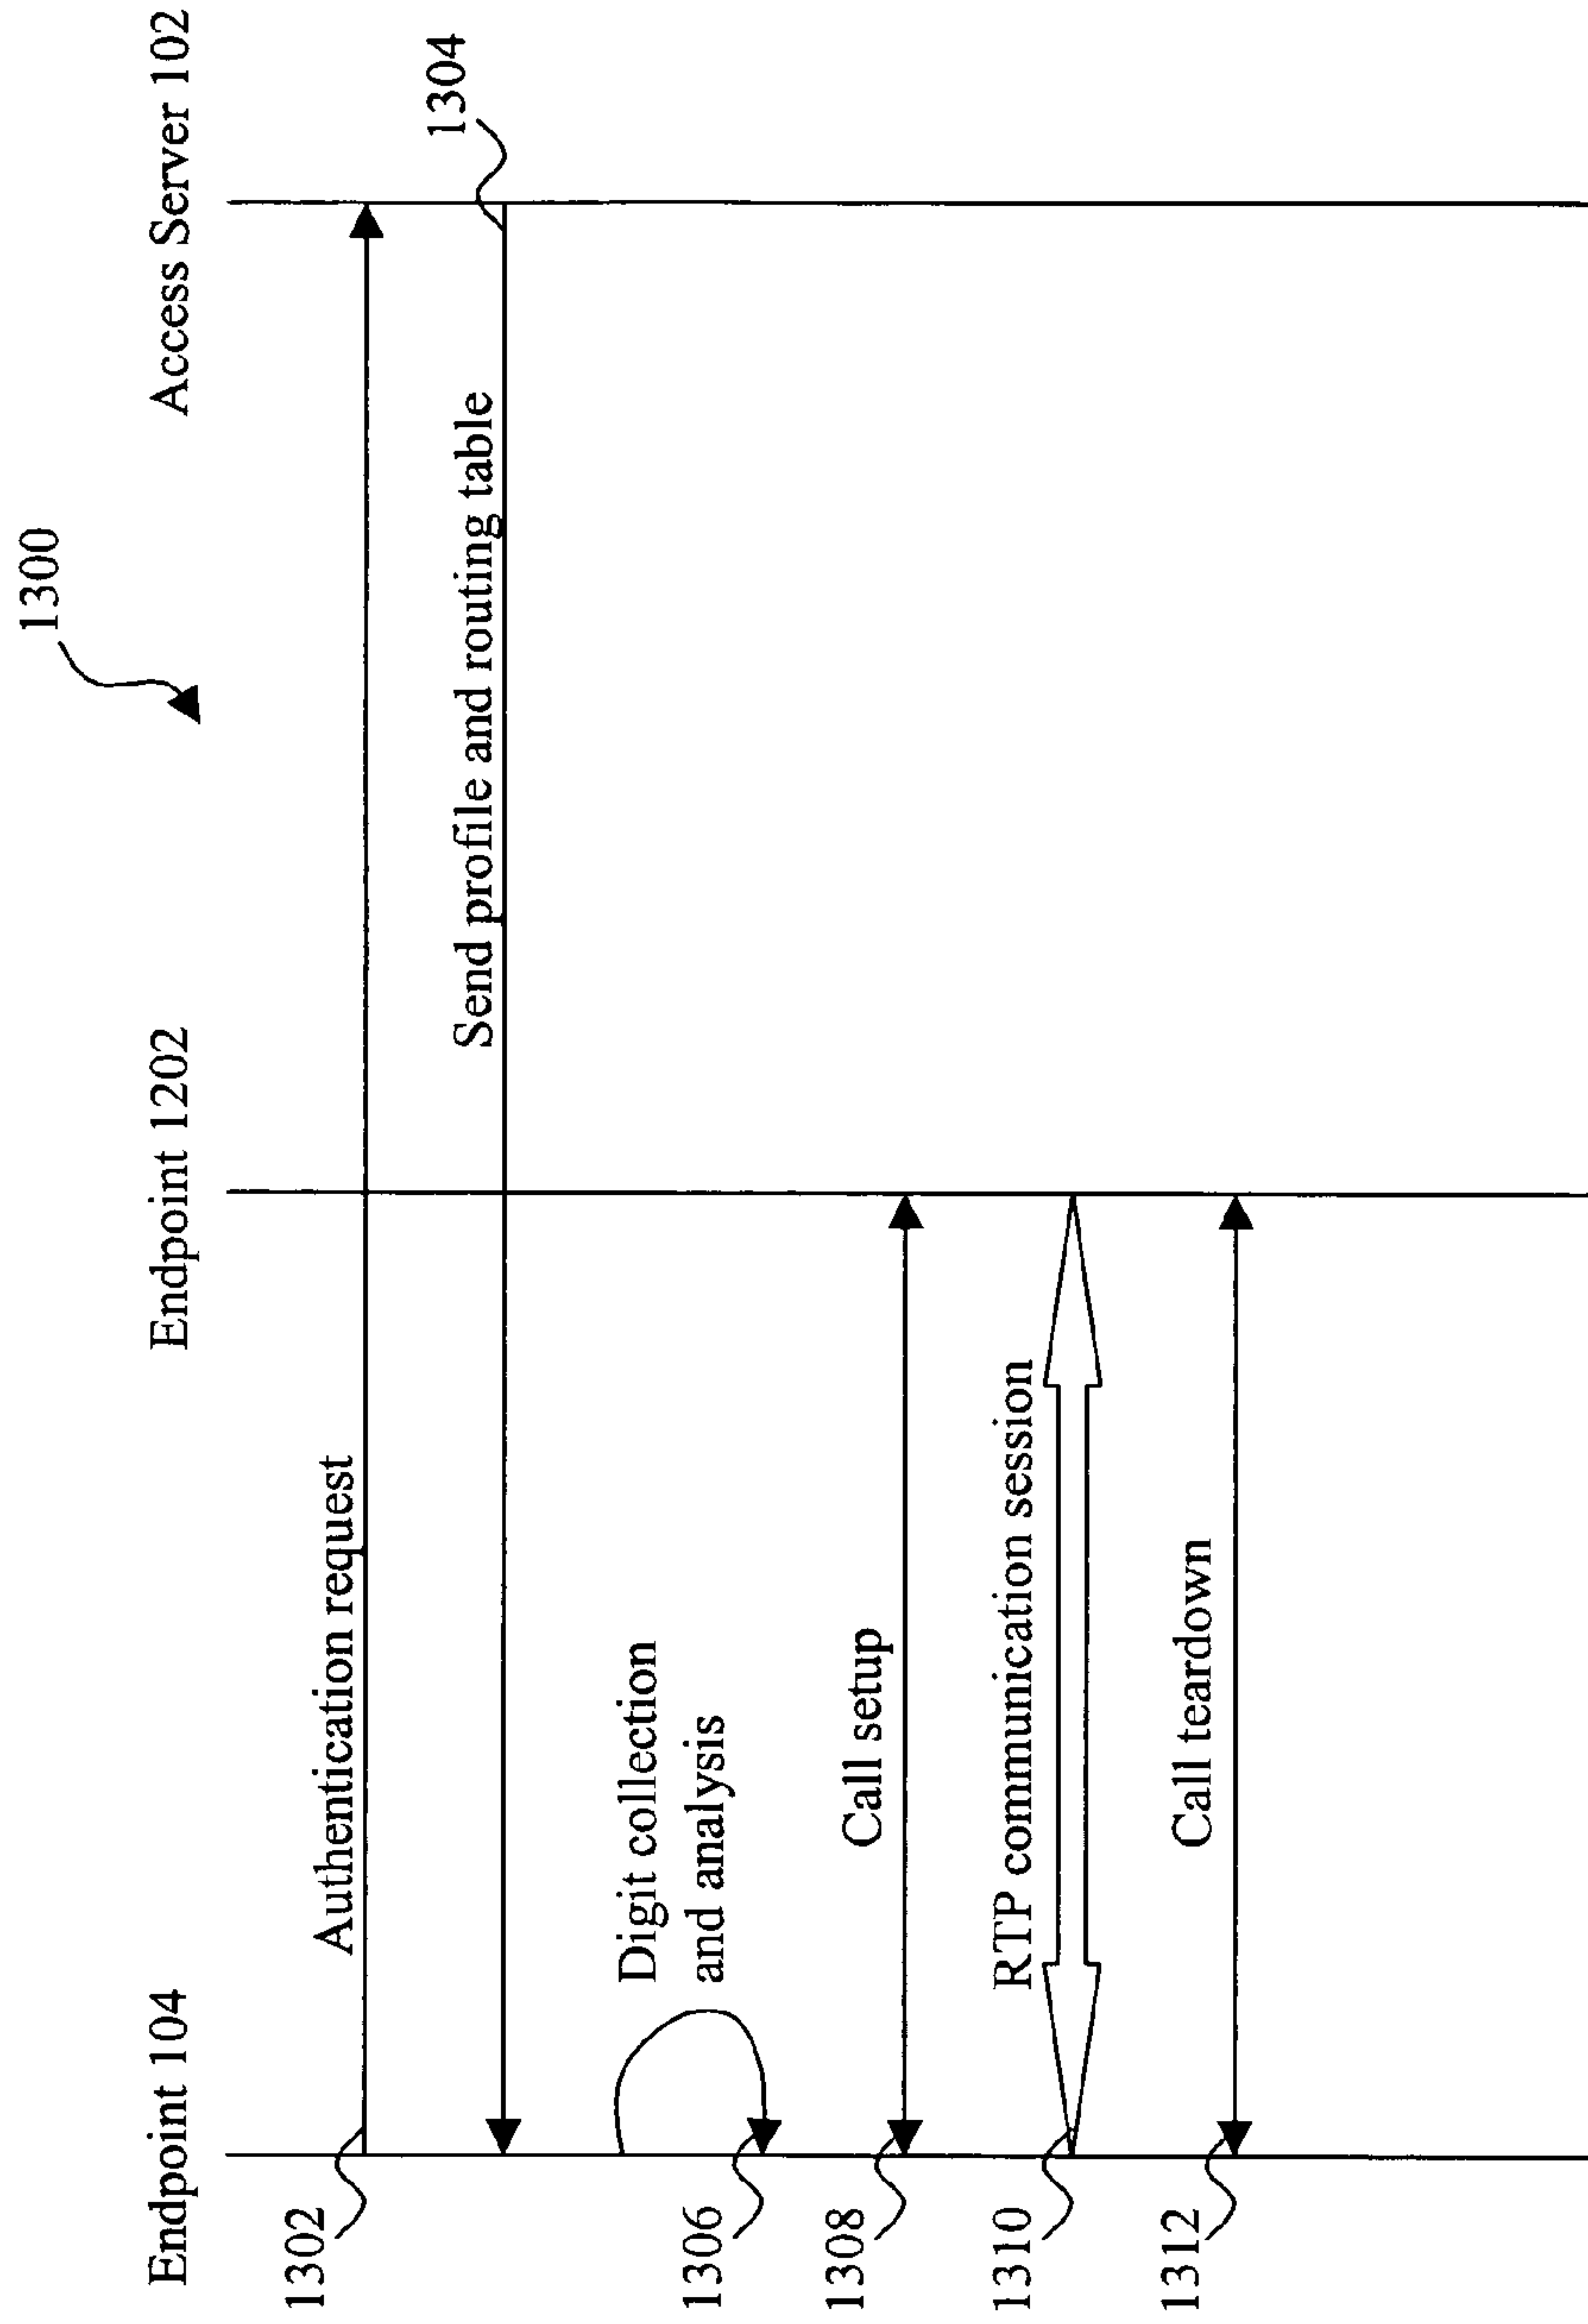 1300
Endpoint 104
Endpoint 1202
Access Server 102
1302
Authentication request
1304
Send profile and routing table
Digit collection
and analysis
1306
Call setup
1308
RTP communication session
1310
Call teardown
1312